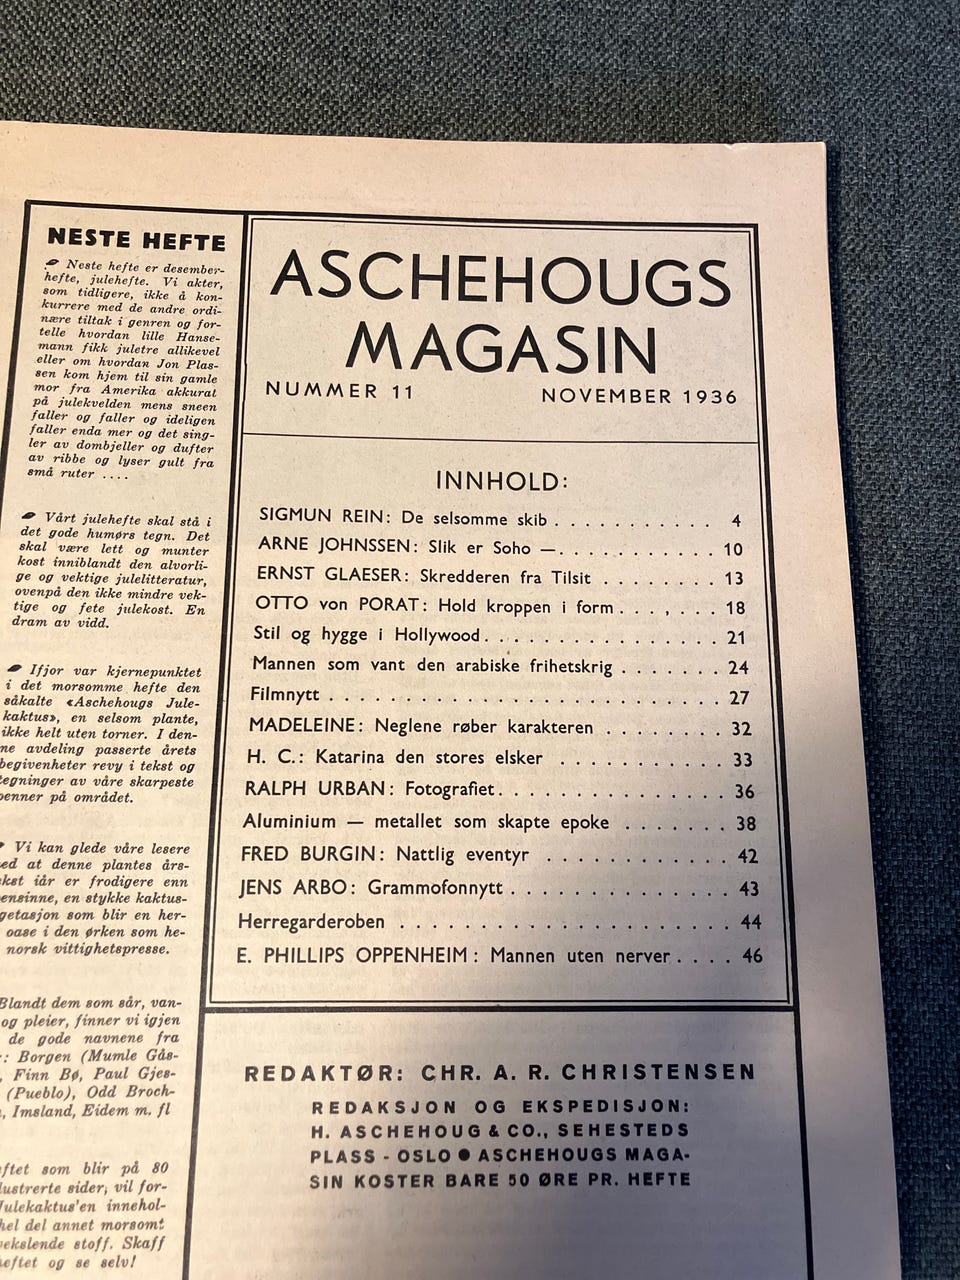 NESTE HEFTE
Neste hefte er desember-
hefte, julehefte. Vi akter,
som tidligere, ikke å kon-
kurrere med de andre ordi-
nære tiltak i genren og for-
telle hvordan lille Hanse-
mann fikk juletre allikevel
eller om hvordan Jon Plas-
sen kom hjem til sin gamle
mor fra Amerika akkurat
på julekvelden mens sneen
faller og faller og ideligen
faller enda mer og det sing-
ler av dombjeller og dufter
av ribbe og lyser gult fra
små ruter ....
Vårt julehefte skal stå i
det gode humørs tegn. Det
skal være lett og munter
kost inniblandt den alvorli-
ge og vektige julelitteratur,
ovenpå den ikke mindre vek-
tige og fete julekost. En
dram av vidd.
Ifjor var kjernepunktet
i det morsomme hefte den
såkalte «Aschehougs Jule-
kaktus», en selsom plante,
ikke helt uten torner. I den-
ne avdeling passerte årets
begivenheter revy i tekst og
tegninger av våre skarpeste
penner på området.
Vi kan glede våre lesere
ed at denne plantes års-
kst iår er frodigere enn
ensinne, en stykke kaktus-
getasjon som blir en her-
oase i den ørken som he-
norsk vittighetspresse.
Blandt dem som sår, van-
og pleier, finner vi igjen
de gode navnene fra
: Borgen (Mumle Gås-
, Finn Bø, Paul Gjes-
(Pueblo), Odd Broch-
, Imsland, Eidem m. fl
eftet som blir på 80
lustrerte sider, vil for-
Julekaktus'en innehol-
hel del annet morsomt
vekslende stoff. Skaff
heftet og se selv!
ASCHEHOUGS
MAGASIN
NUMMER 11 NOVEMBER 1936
INNHOLD:
SIGMUN REIN: De selsomme skib . . . . . . . . . . . 4
ARNE JOHNSSEN: Slik er Soho —. . . . . . . . . . . 10
ERNST GLAESER: Skredderen fra Tilsit . . . . . . . . 13
OTTO von PORAT: Hold kroppen i form . . . , . . . 18
Stil og hygge i Hollywood . . . . . . . . . . . . . . . 21
Mannen som vant den arabiske frihetskrig . . . . . . . 24
Filmnytt . . . . . . . . . . . . . . . . . . . . . . . 27
MADELEINE: Neglene røber karakteren . . . . . . . . 32
H. C.: Katarina den stores elsker . . . . . . . . . . 33
RALPH URBAN: Fotografiet . . . . . . . . . . . . . . 36
Aluminium — metallet som skapte epoke . . . . . . . 38
FRED BURGIN: Nattlig eventyr . . . . . . . . . . . 42
JENS ARBO: Grammofonnytt . . . . . . . . . . . . . 43
Herregarderoben . . . . . . . . . . . . . . . . . . . 44
E. PHILLIPS OPPENHEIM: Mannen uten nerver . . . . 46
REDAKTØR: CHR. A. R. CHRISTENSEN
REDAKSJON OG EKSPEDISJON:
H. ASCHEHOUG & CO., SEHESTEDS
PLASS - OSLO ● ASCHEHOUGS MAGA-
SIN KOSTER BARE 50 ØRE PR. HEFTE